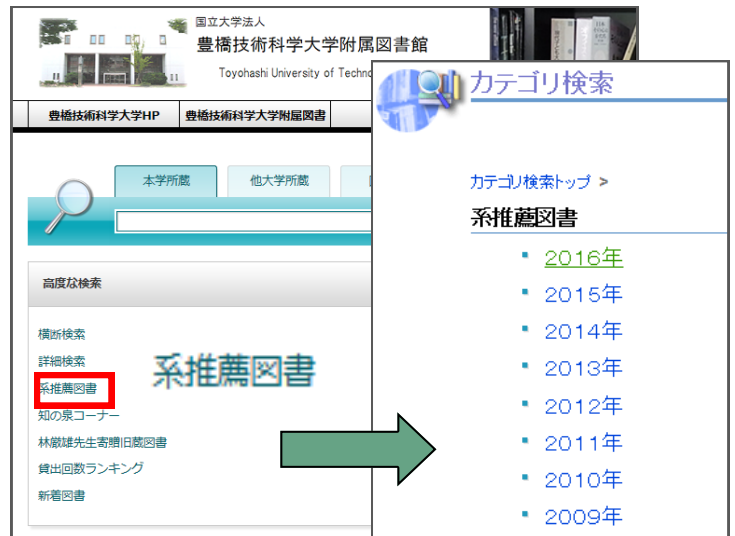 国立大学法人
豊橋技術科学大学附属図書館
Toyohashi University of Techno
豊橋技術科学大学HP
豊橋技術科学大学附属図書
本学所蔵
他大学所蔵
高度な検索
横断検索
詳細検索
系推薦図書
知の泉コーナー
林厳雄先生寄贈旧蔵図書
貸出回数ランキング
新着図書
系推薦図書
カテゴリ検索
カテゴリ検索トップ >
系推薦図書
2016年
2015年
2014年
2013年
2012年
2011年
2010年
2009年